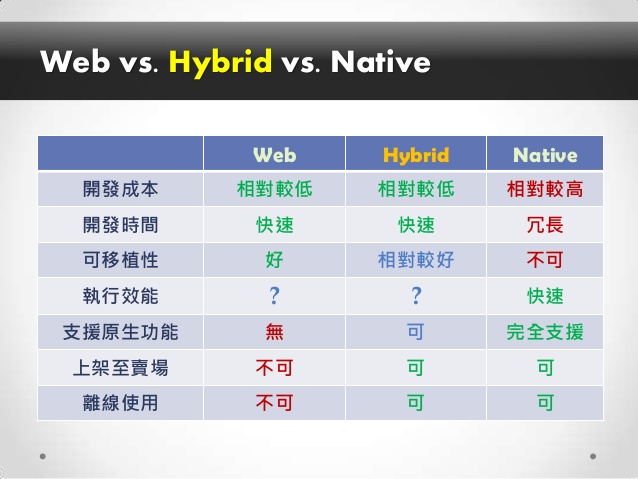 Web vs. Hybrid vs. Native
Web Hybrid Native
開發成本 相對較低 相對較低 相對較高
開發時間 快速 快速 冗長
可移植性 好 相對較好 不可
執行效能 ? ? 快速
支援原生功能 無 可 完全支援
上架至賣場 不可 可 可
離線使用 不可 可 可